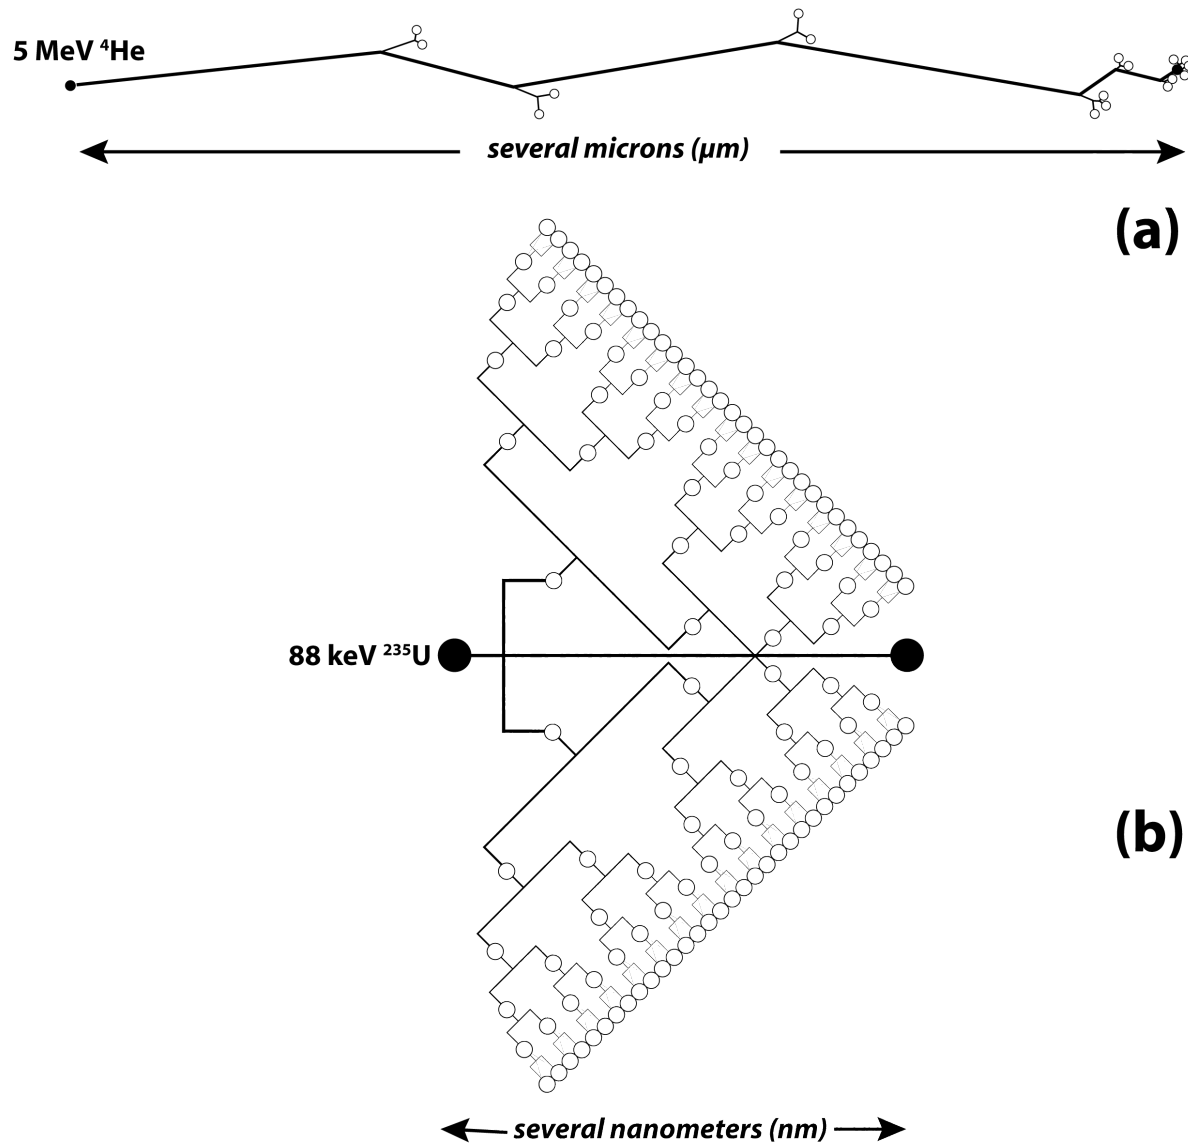 5 MeV ⁴He
several microns (µm)
(a)
88 keV ²³⁵U
(b)
several nanometers (nm)